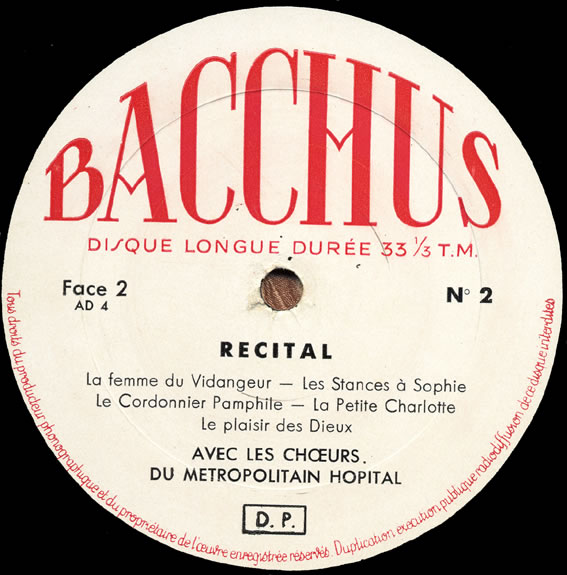 BACCHUS
DISQUE LONGUE DURÉE 33 ⅓ T.M.
Face 2
AD 4
N° 2
RECITAL
La femme du Vidangeur — Les Stances à Sophie
Le Cordonnier Pamphile — La Petite Charlotte
Le plaisir des Dieux
AVEC LES CHŒURS.
DU METROPOLITAIN HOPITAL
D. P.
Tous droits du producteur phonographique et du propriétaire de l'œuvre enregistrée réservés. Duplication execution publique radiodiffusion de ce disque interdites